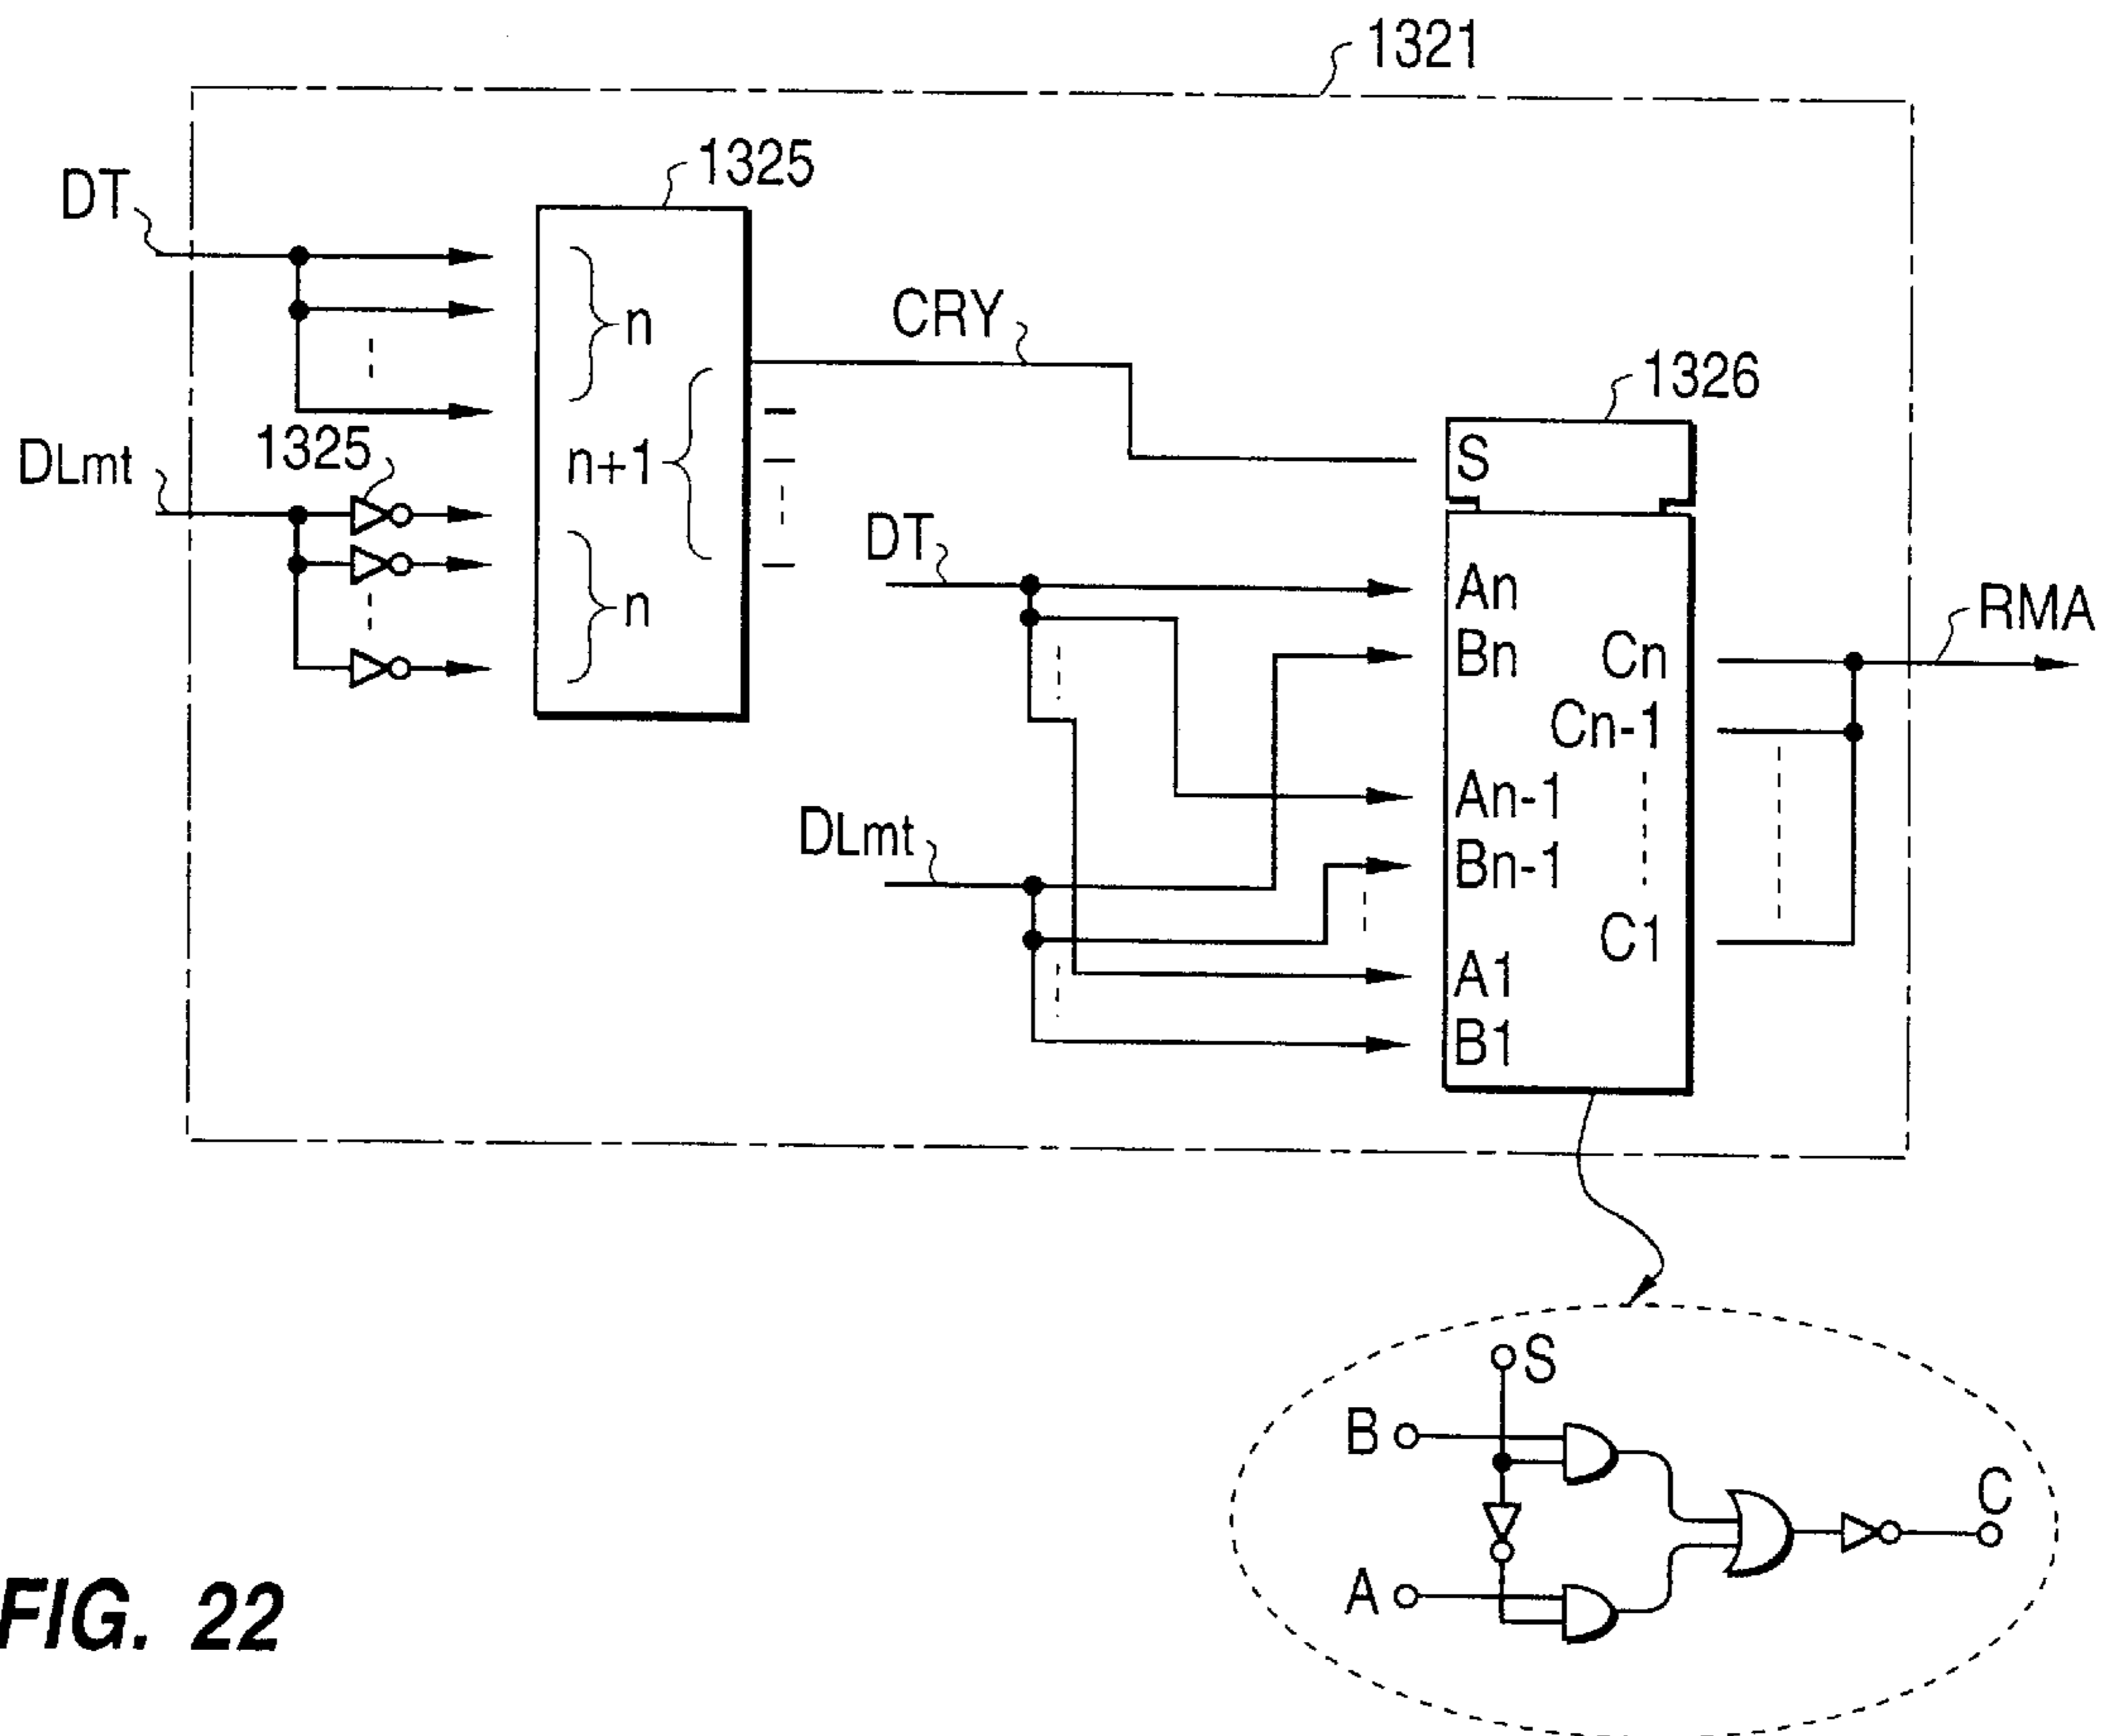 1321
1325
DT
n
CRY
1326
DLmt
1325
n+1
S
DT
n
An
Bn
Cn
RMA
Cn-1
An-1
DLmt
Bn-1
C1
A1
B1
S
B
C
A
FIG. 22